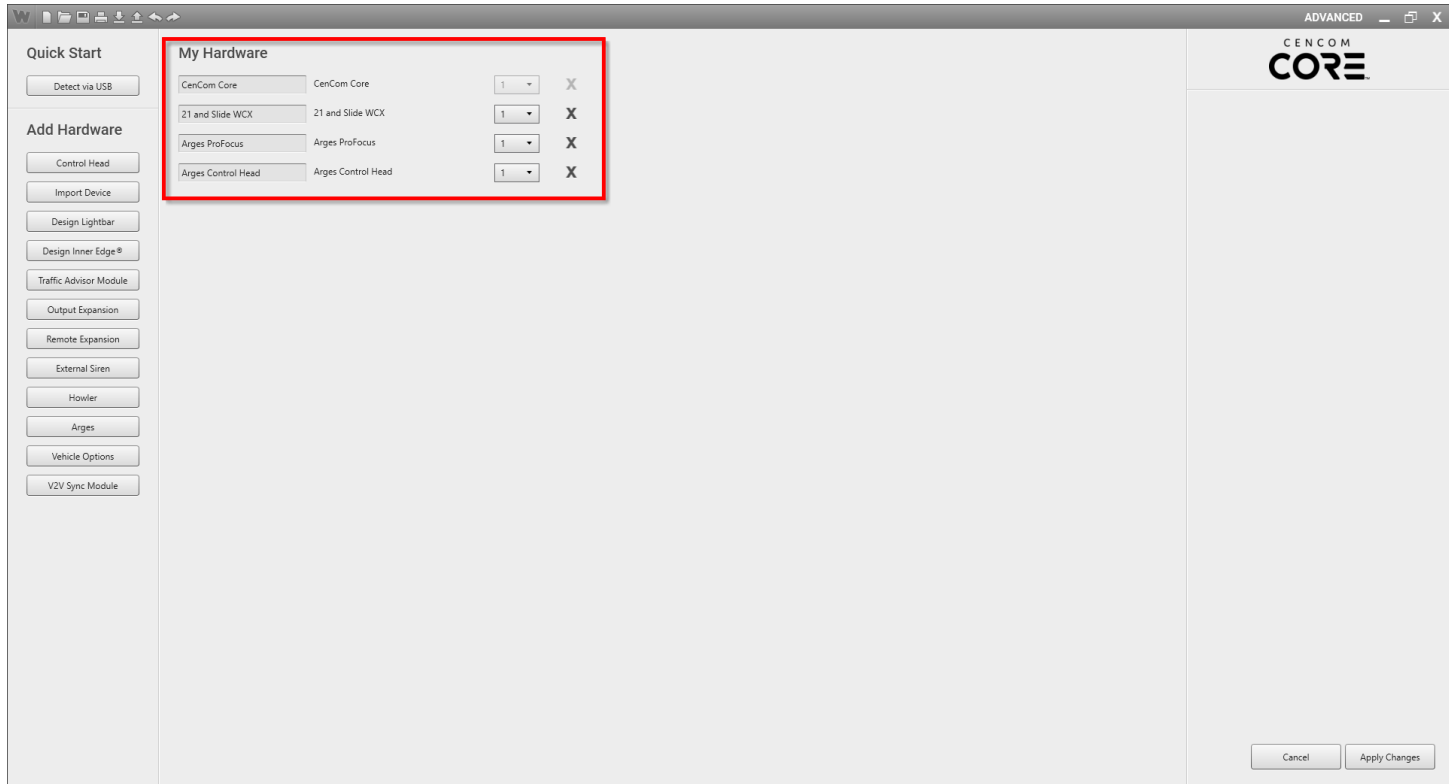 W ADVANCED X
Quick Start
Detect via USB
Add Hardware
Control Head
Import Device
Design Lightbar
Design Inner Edge®
Traffic Advisor Module
Output Expansion
Remote Expansion
External Siren
Howler
Arges
Vehicle Options
V2V Sync Module
My Hardware
CenCom Core CenCom Core 1 X
21 and Slide WCX 21 and Slide WCX 1 X
Arges ProFocus Arges ProFocus 1 X
Arges Control Head Arges Control Head 1 X
CENCOM
CORE™
Cancel Apply Changes